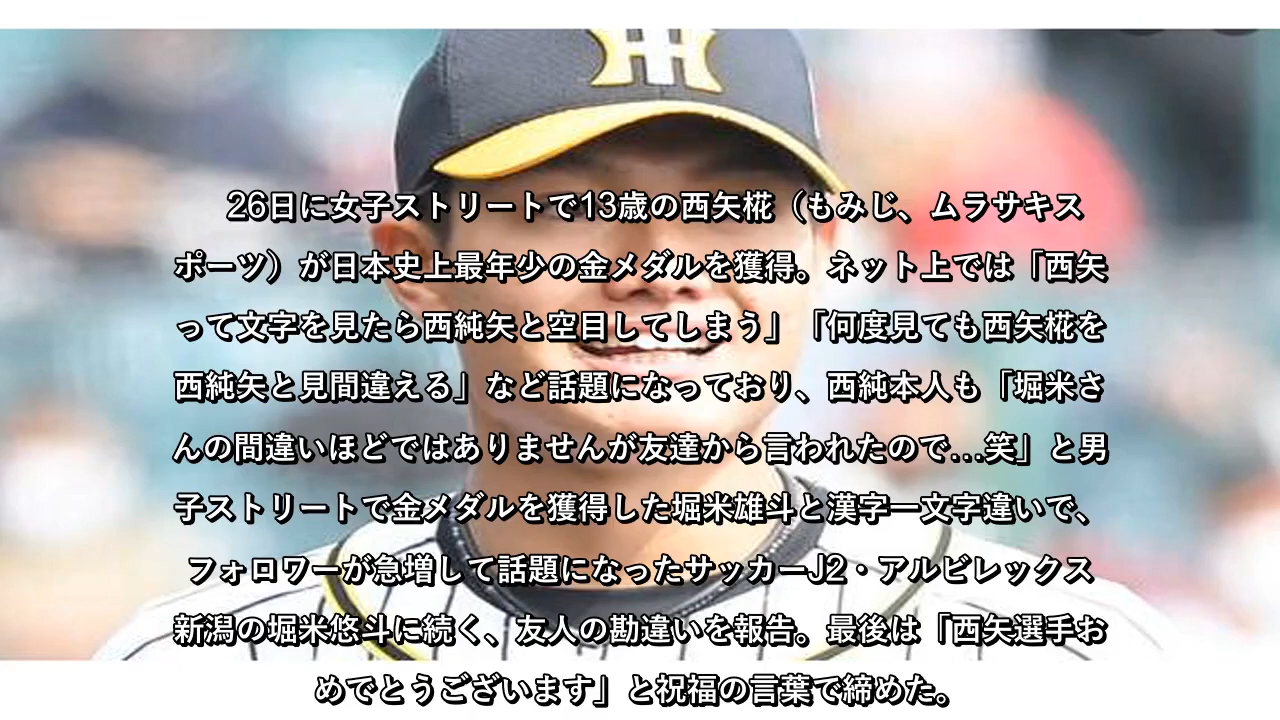 26日に女子ストリートで13歳の西矢椛（もみじ、ムラサキス
ポーツ）が日本史上最年少の金メダルを獲得。ネット上では「西矢
って文字を見たら西純矢と空目してしまう」「何度見ても西矢椛を
西純矢と見間違える」など話題になっており、西純本人も「堀米さ
んの間違いほどではありませんが友達から言われたので…笑」と男
子ストリートで金メダルを獲得した堀米雄斗と漢字一文字違いで、
フォロワーが急増して話題になったサッカーJ2・アルビレックス
新潟の堀米悠斗に続く、友人の勘違いを報告。最後は「西矢選手お
めでとうございます」と祝福の言葉で締めた。